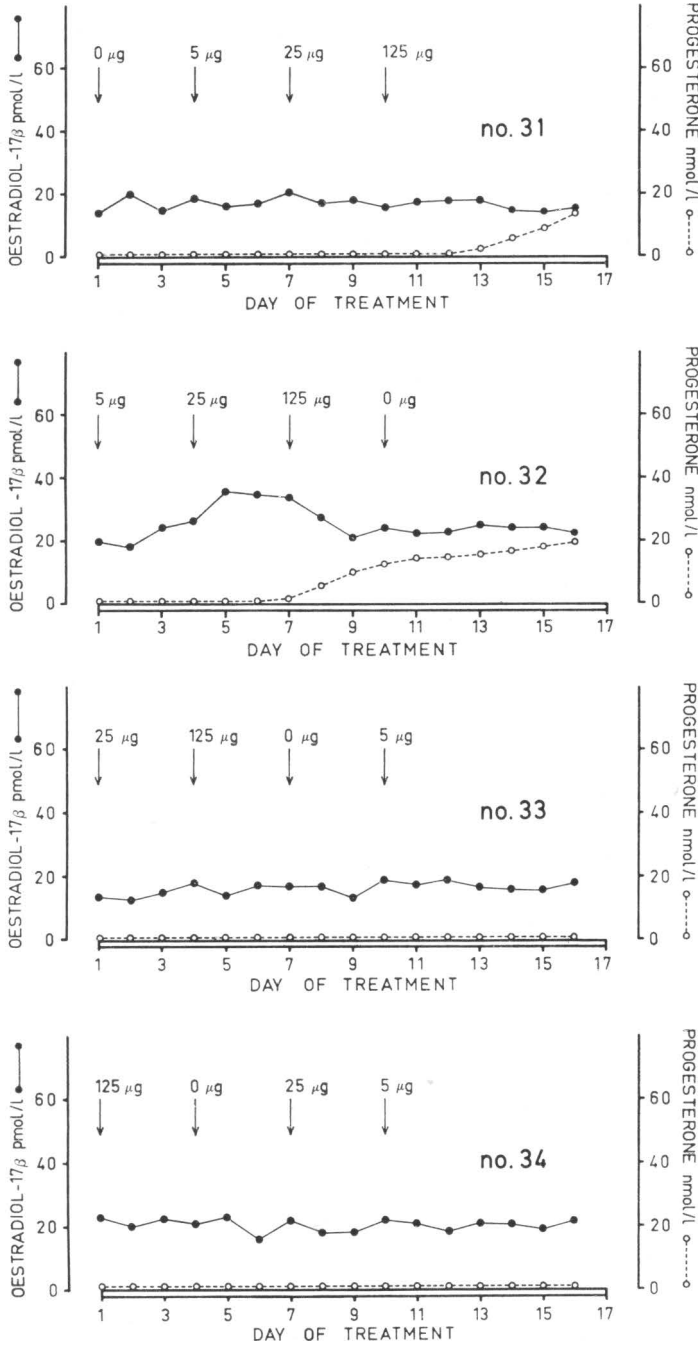 OESTRADIOL-17β pmol/l
60
40
20
0
0 μg 5 μg 25 μg 125 μg
no. 31
PROGESTERONE nmol/l
60
40
20
0
1 3 5 7 9 11 13 15 17
DAY OF TREATMENT
OESTRADIOL-17β pmol/l
60
40
20
0
5 μg 25 μg 125 μg 0 μg
no. 32
PROGESTERONE nmol/l
60
40
20
0
1 3 5 7 9 11 13 15 17
DAY OF TREATMENT
OESTRADIOL-17β pmol/l
60
40
20
0
25 μg 125 μg 0 μg 5 μg
no. 33
PROGESTERONE nmol/l
60
40
20
0
1 3 5 7 9 11 13 15 17
DAY OF TREATMENT
OESTRADIOL-17β pmol/l
60
40
20
0
125 μg 0 μg 25 μg 5 μg
no. 34
PROGESTERONE nmol/l
60
40
20
0
1 3 5 7 9 11 13 15 17
DAY OF TREATMENT